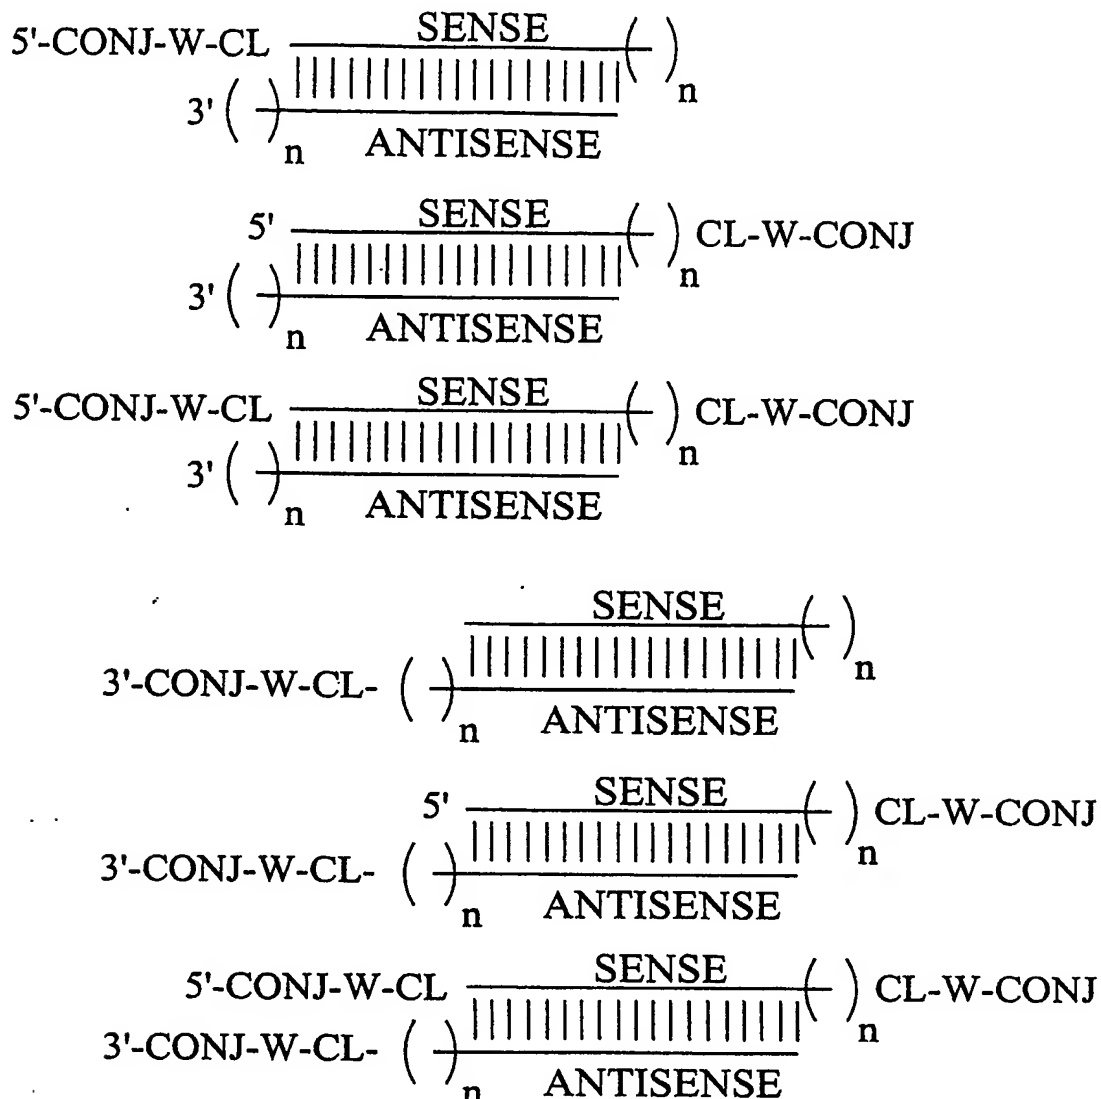 SENSE
5'-CONJ-W-CL ( ) n
3' ( ) n
ANTISENSE
SENSE
5' ( ) n CL-W-CONJ
3' ( ) n
ANTISENSE
SENSE
5'-CONJ-W-CL ( ) n CL-W-CONJ
3' ( ) n
ANTISENSE
SENSE
( ) n
3'-CONJ-W-CL- ( ) n
ANTISENSE
SENSE
5' ( ) n CL-W-CONJ
3'-CONJ-W-CL- ( ) n
ANTISENSE
SENSE
5'-CONJ-W-CL ( ) n CL-W-CONJ
3'-CONJ-W-CL- ( ) n
ANTISENSE